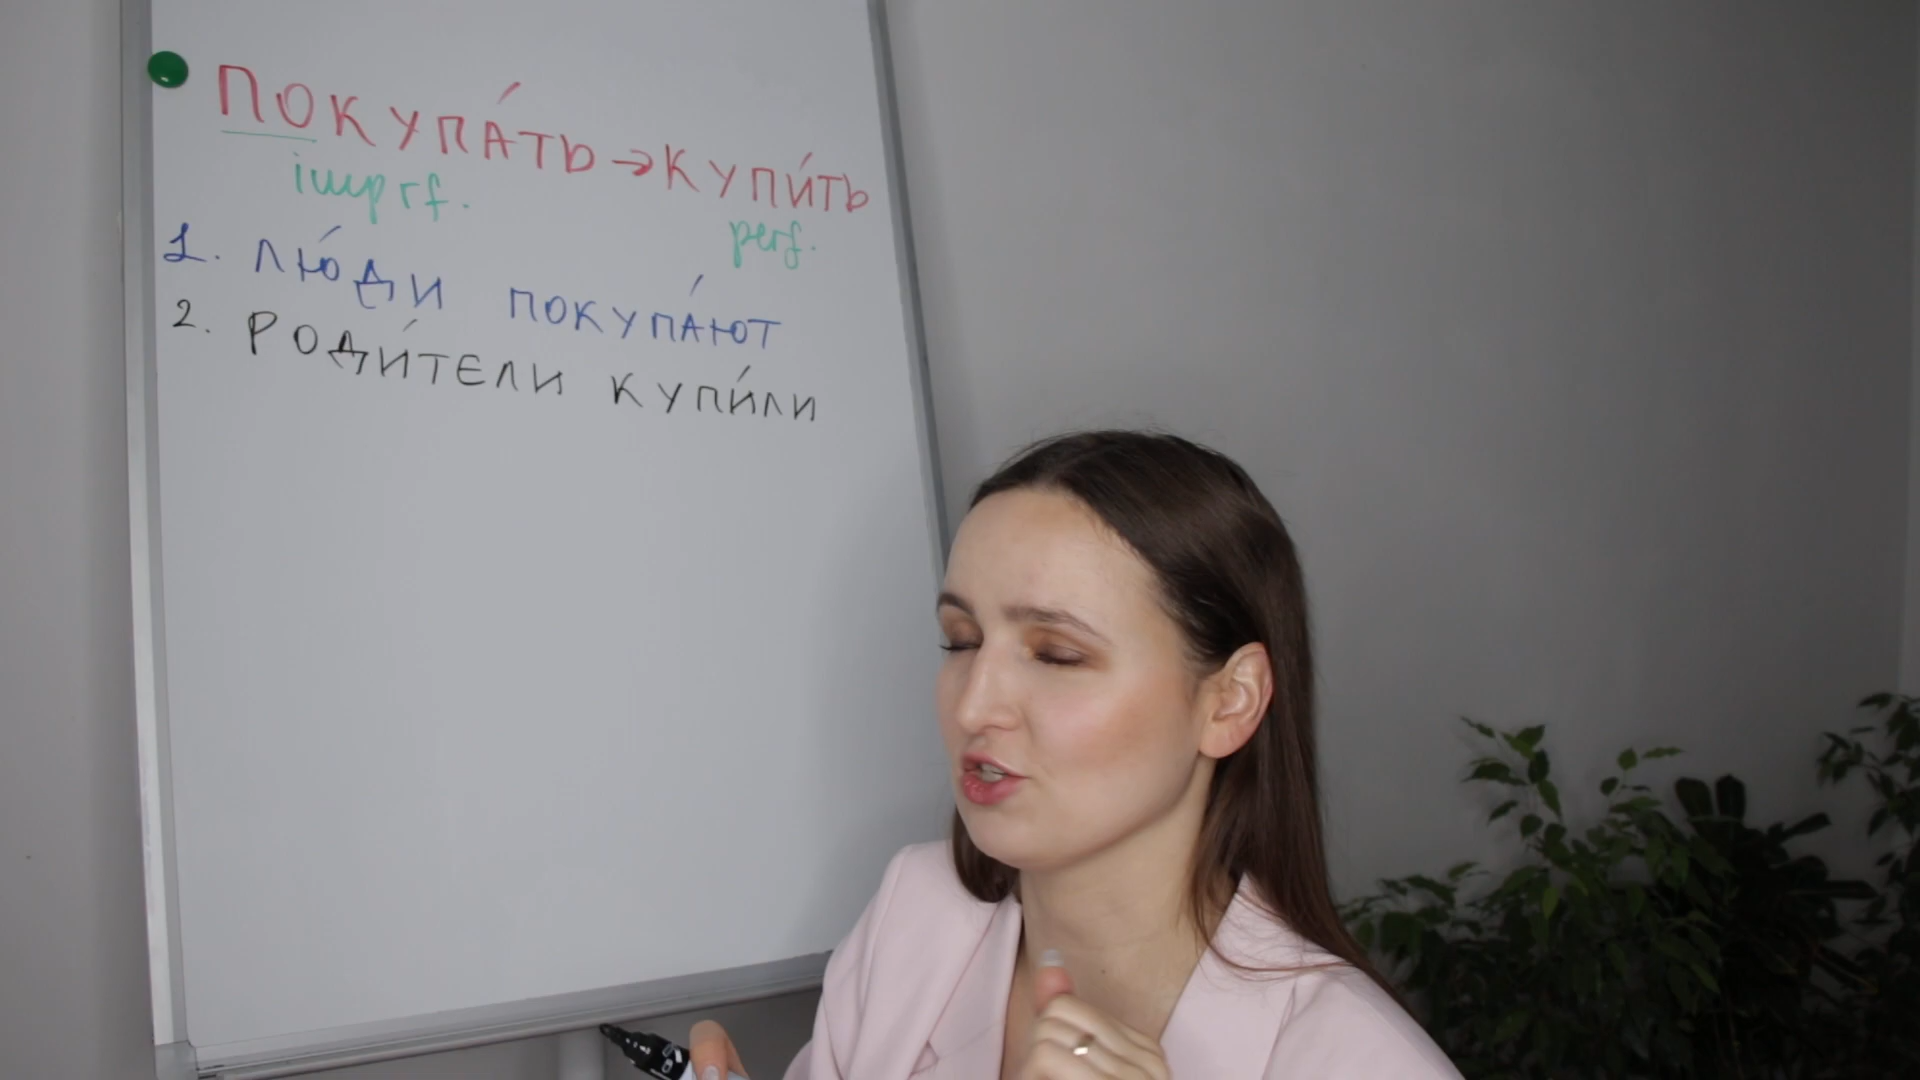 ПОКУПА́ТЬ → КУПИ́ТЬ
imprf. perf.
1. ЛЮ́ДИ ПОКУПА́ЮТ
2. РОДИ́ТЕЛИ КУПИ́ЛИ